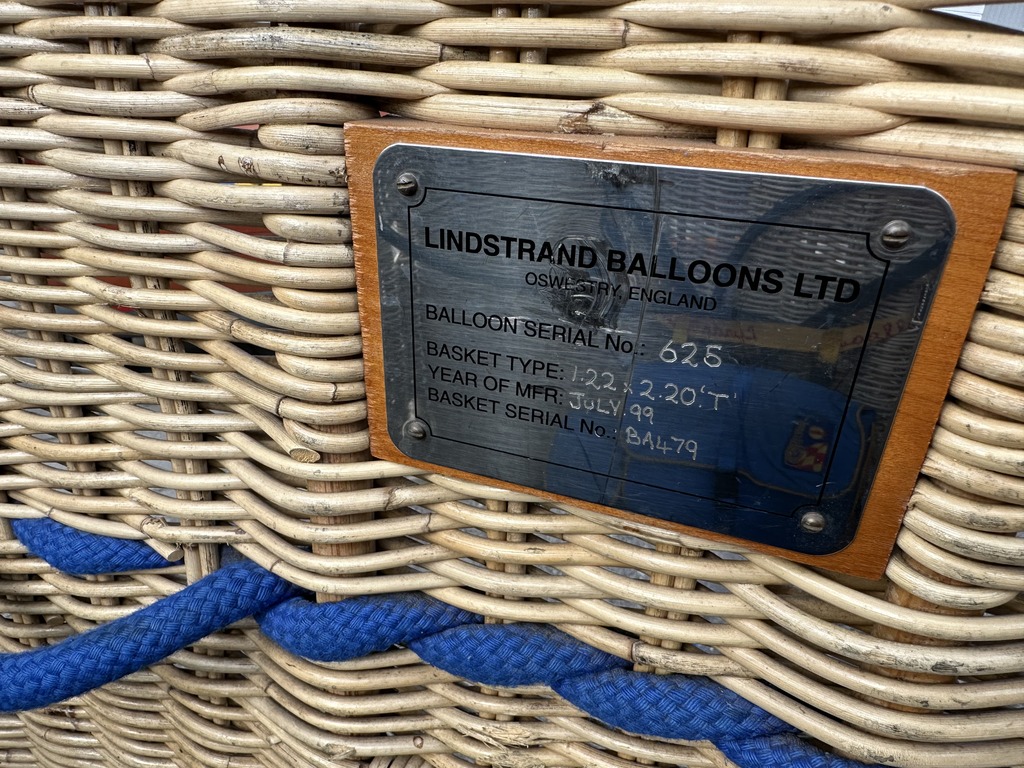 LINDSTRAND BALLOONS LTD
OSWESTRY, ENGLAND
BALLOON SERIAL No.: 625
BASKET TYPE: 1.22 x 2.20 'T'
YEAR OF MFR: JULY 99
BASKET SERIAL No.: BA479